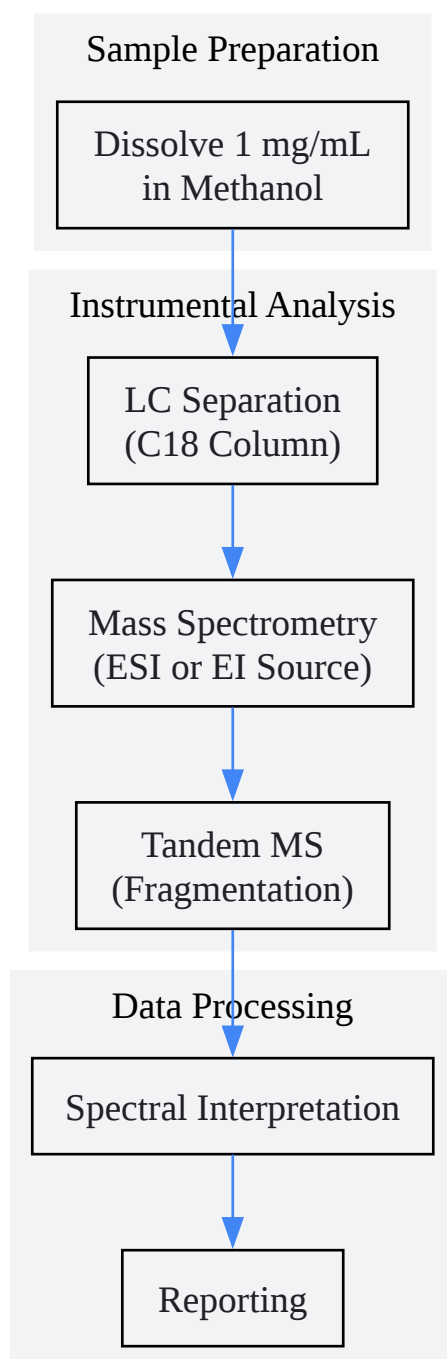 Sample Preparation
Dissolve 1 mg/mL
in Methanol
Instrumental Analysis
LC Separation
(C18 Column)
Mass Spectrometry
(ESI or EI Source)
Tandem MS
(Fragmentation)
Data Processing
Spectral Interpretation
Reporting